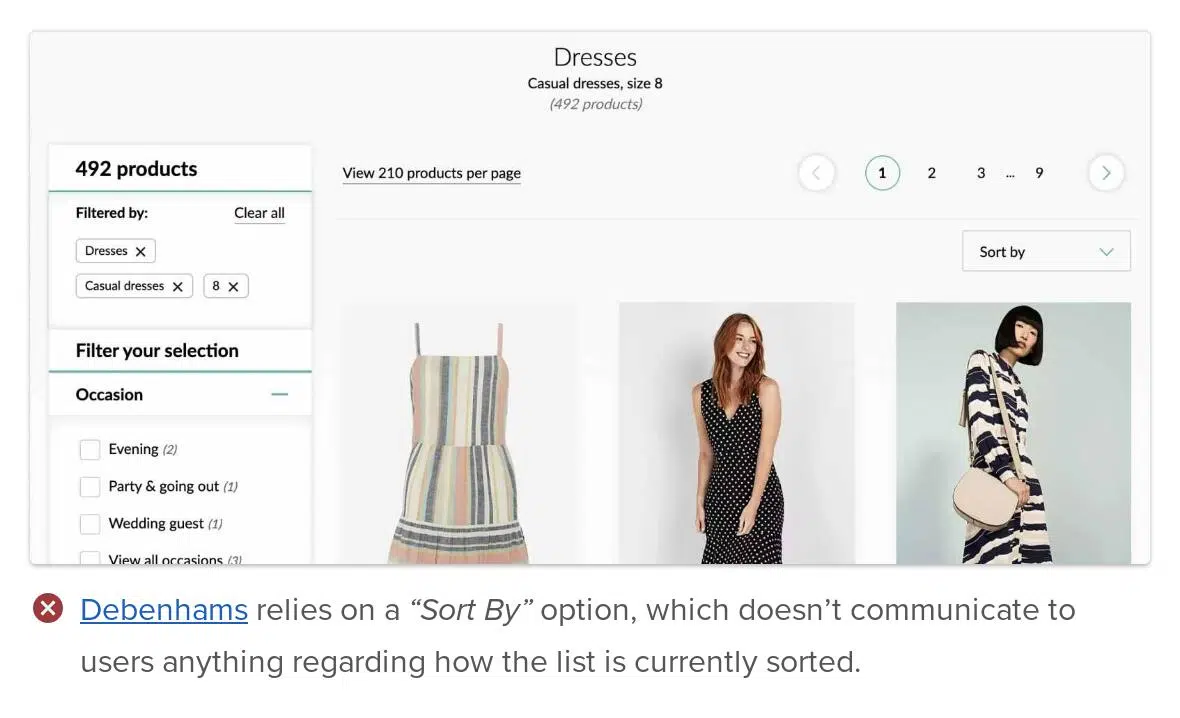 Dresses
Casual dresses, size 8
(492 products)
492 products
View 210 products per page
1 2 3 ... 9
Filtered by: Clear all
Dresses
Casual dresses 8
Sort by
Filter your selection
Occasion
Evening (2)
Party & going out (1)
Wedding guest (1)
View all occasions (3)
Debenhams relies on a “Sort By” option, which doesn’t communicate to
users anything regarding how the list is currently sorted.